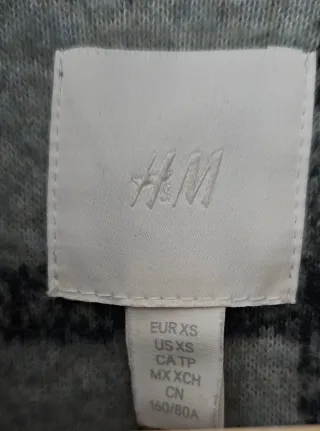 H&M
EUR XS
US XS
CA TP
MX XCH
CN
160/80A